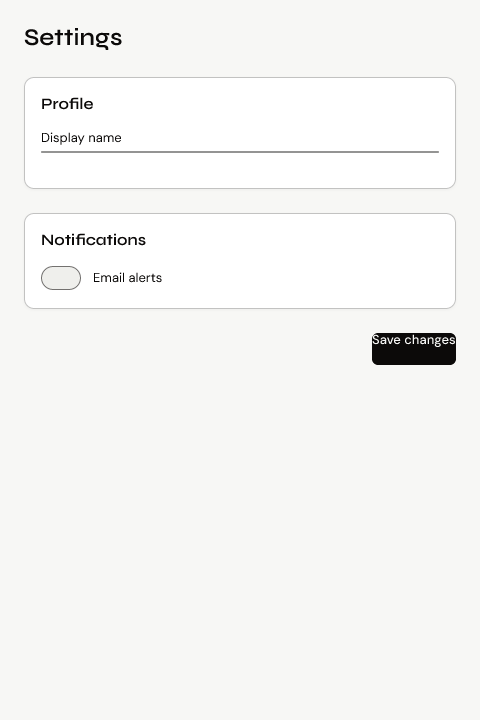 Settings
Profile
Display name
Notifications
Email alerts
Save changes